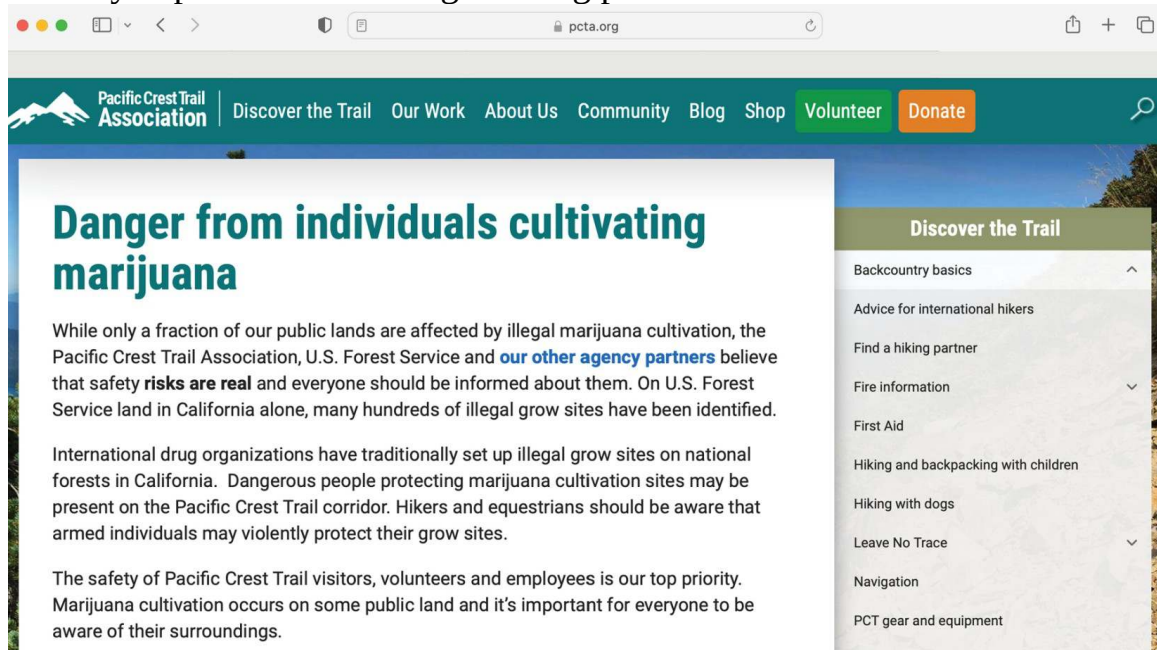 pcta.org
Pacific Crest Trail
Association
Discover the Trail Our Work About Us Community Blog Shop Volunteer Donate
Danger from individuals cultivating
marijuana
While only a fraction of our public lands are affected by illegal marijuana cultivation, the
Pacific Crest Trail Association, U.S. Forest Service and our other agency partners believe
that safety risks are real and everyone should be informed about them. On U.S. Forest
Service land in California alone, many hundreds of illegal grow sites have been identified.
International drug organizations have traditionally set up illegal grow sites on national
forests in California. Dangerous people protecting marijuana cultivation sites may be
present on the Pacific Crest Trail corridor. Hikers and equestrians should be aware that
armed individuals may violently protect their grow sites.
The safety of Pacific Crest Trail visitors, volunteers and employees is our top priority.
Marijuana cultivation occurs on some public land and it's important for everyone to be
aware of their surroundings.
Discover the Trail
Backcountry basics
Advice for international hikers
Find a hiking partner
Fire information
First Aid
Hiking and backpacking with children
Hiking with dogs
Leave No Trace
Navigation
PCT gear and equipment